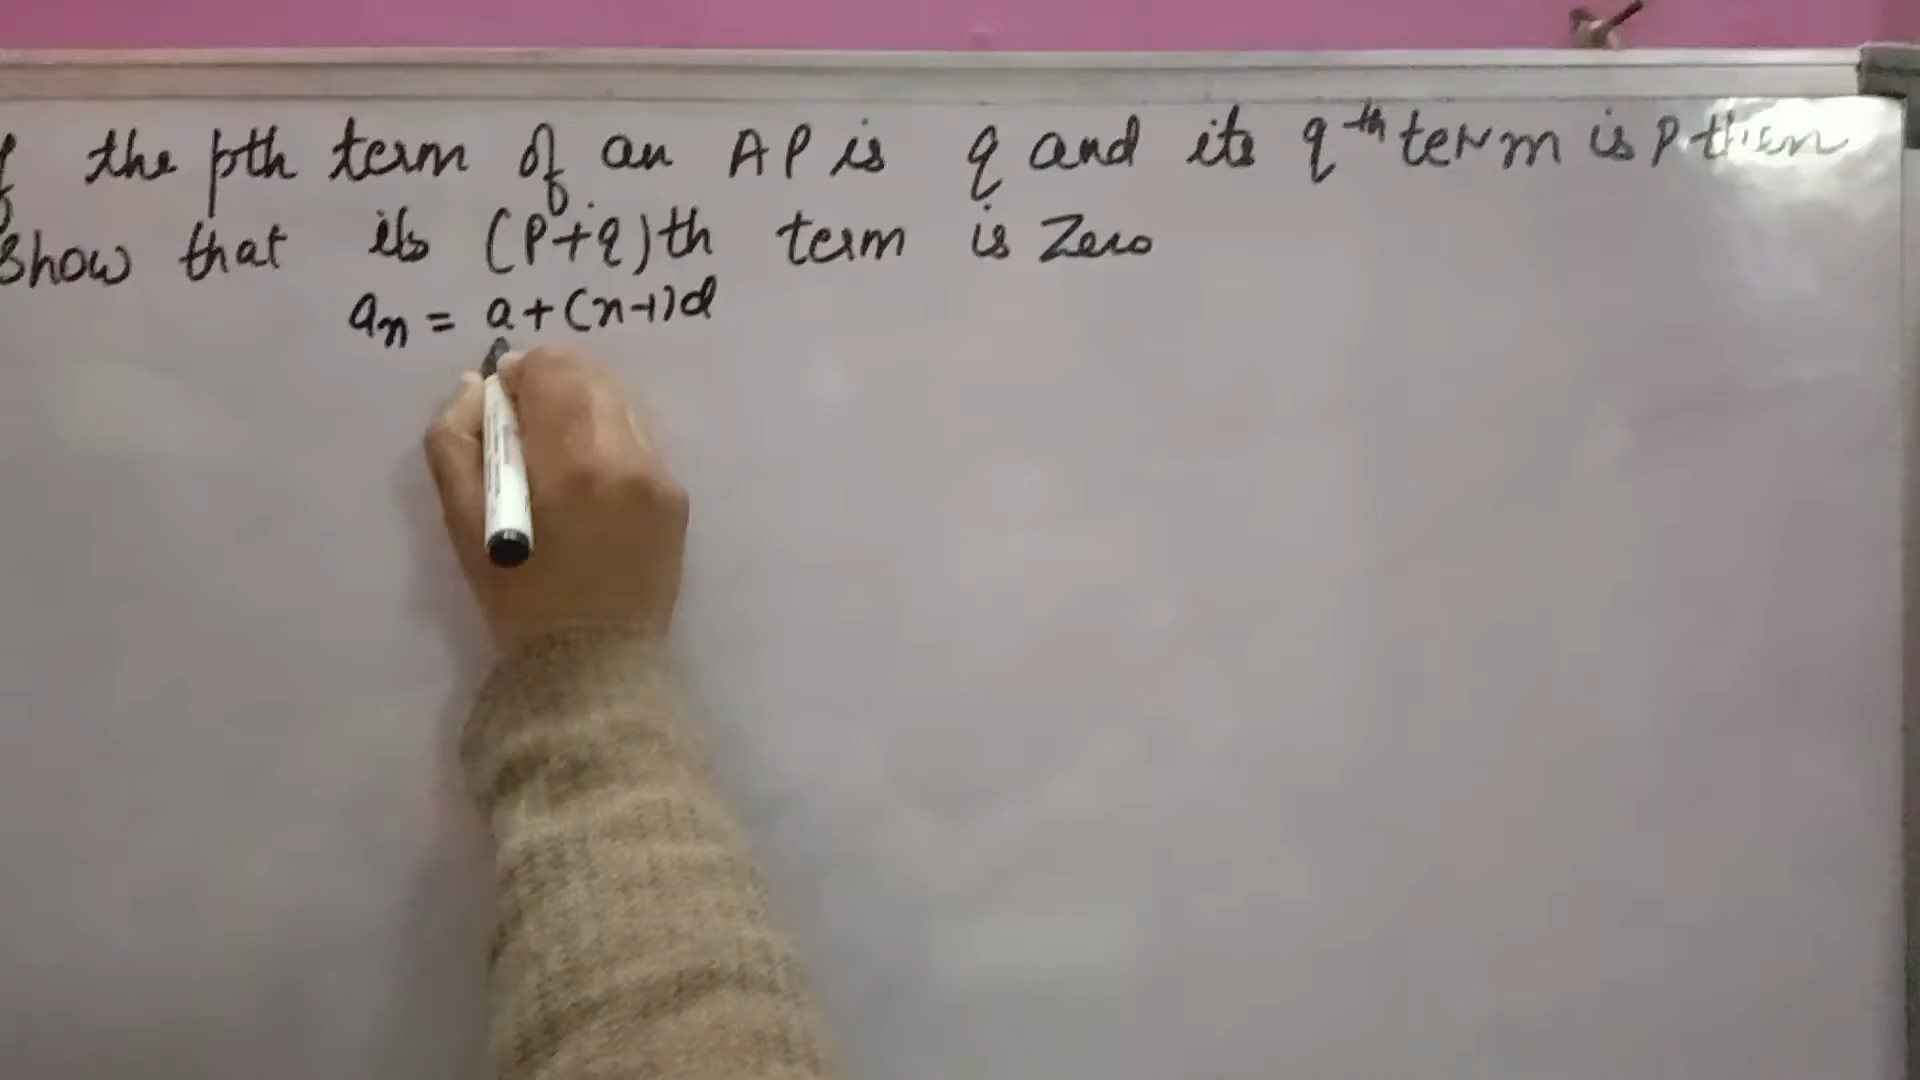 the pth term of an AP is q and its qth term is P then
Show that its (P+q)th term is Zero
an = a+(n-1)d